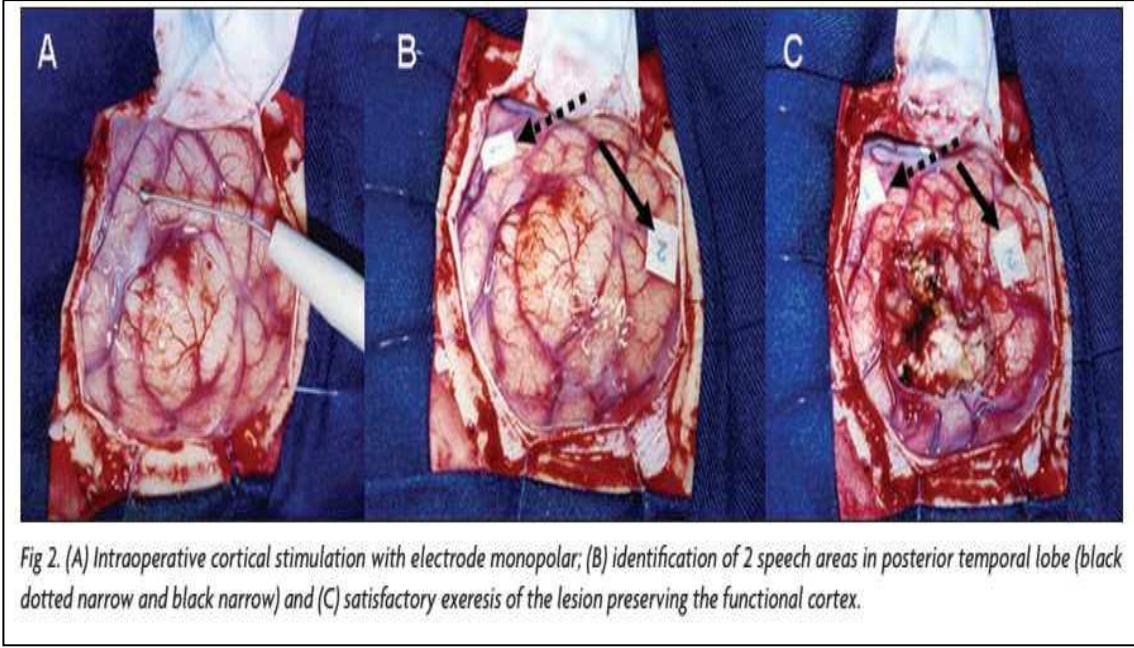 A B C
1 2
2
Fig 2. (A) Intraoperative cortical stimulation with electrode monopolar; (B) identification of 2 speech areas in posterior temporal lobe (black
dotted narrow and black narrow) and (C) satisfactory exeresis of the lesion preserving the functional cortex.